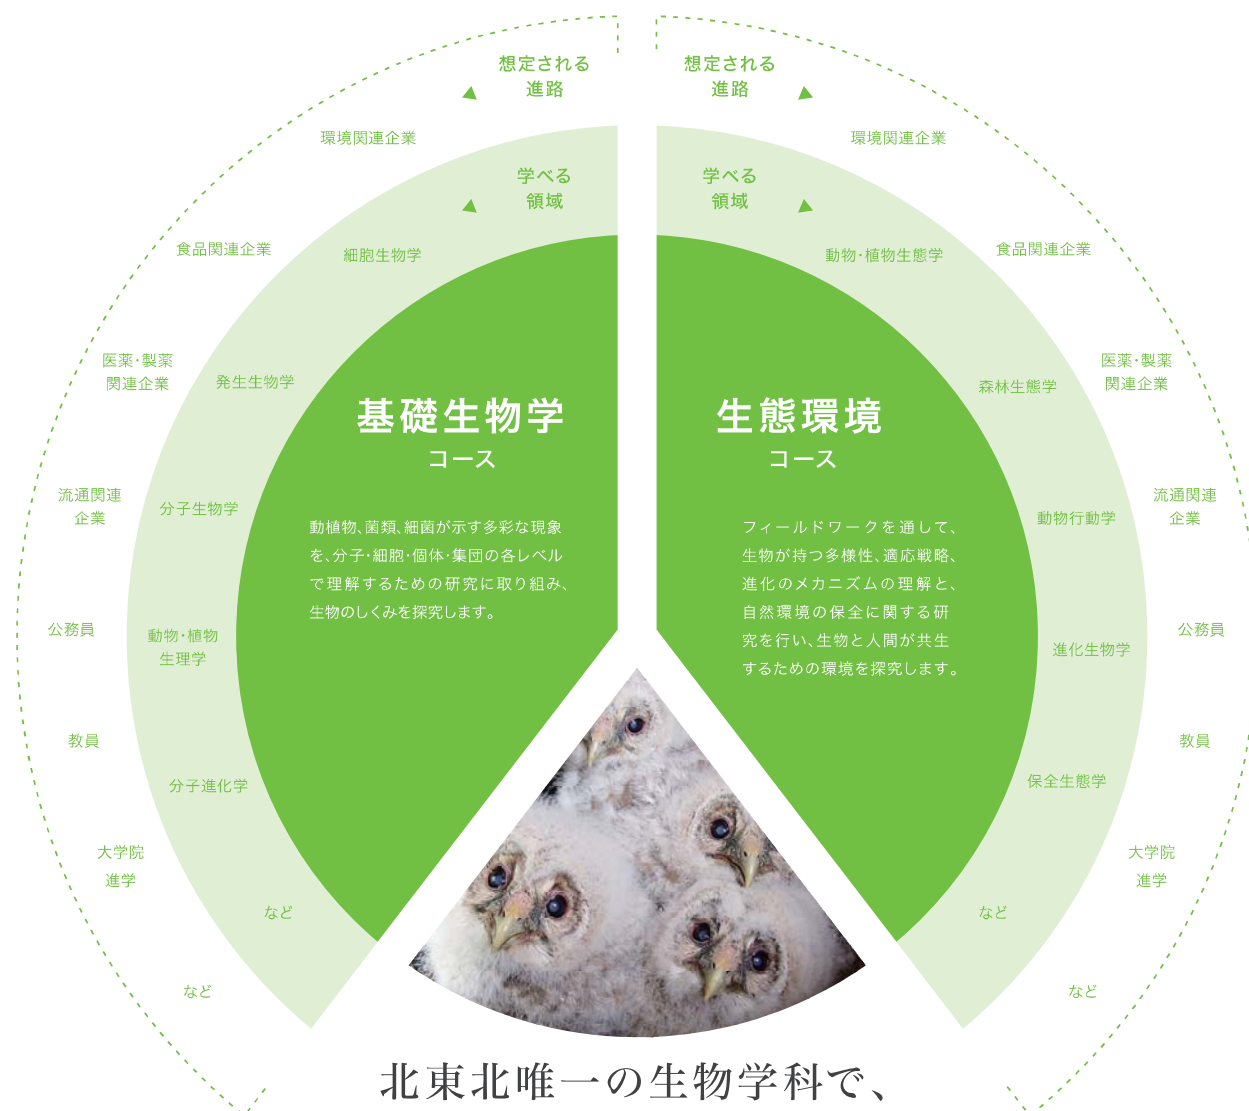 想定される
進路
環境関連企業
食品関連企業
医薬・製薬
関連企業
流通関連
企業
公務員
教員
大学院
進学
など
学べる
領域
細胞生物学
発生生物学
分子生物学
動物・植物
生理学
分子進化学
など
基礎生物学
コース
動植物、菌類、細菌が示す多彩な現象
を、分子・細胞・個体・集団の各レベル
で理解するための研究に取り組み、
生物のしくみを探究します。
想定される
進路
環境関連企業
食品関連企業
医薬・製薬
関連企業
流通関連
企業
公務員
教員
大学院
進学
など
学べる
領域
動物・植物生態学
森林生態学
動物行動学
進化生物学
保全生態学
など
生態環境
コース
フィールドワークを通して、
生物が持つ多様性、適応戦略、
進化のメカニズムの理解と、
自然環境の保全に関する研
究を行い、生物と人間が共生
するための環境を探究します。
北東北唯一の生物学科で、